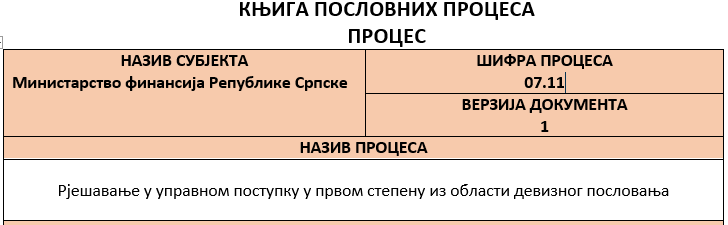 КЊИГА ПОСЛОВНИХ ПРОЦЕСА
ПРОЦЕС
НАЗИВ СУБЈЕКТА
Министарство финансија Републике Српске
ШИФРА ПРОЦЕСА
07.11
ВЕРЗИЈА ДОКУМЕНТА
1
НАЗИВ ПРОЦЕСА
Рјешавање у управном поступку у првом степену из области девизног пословања